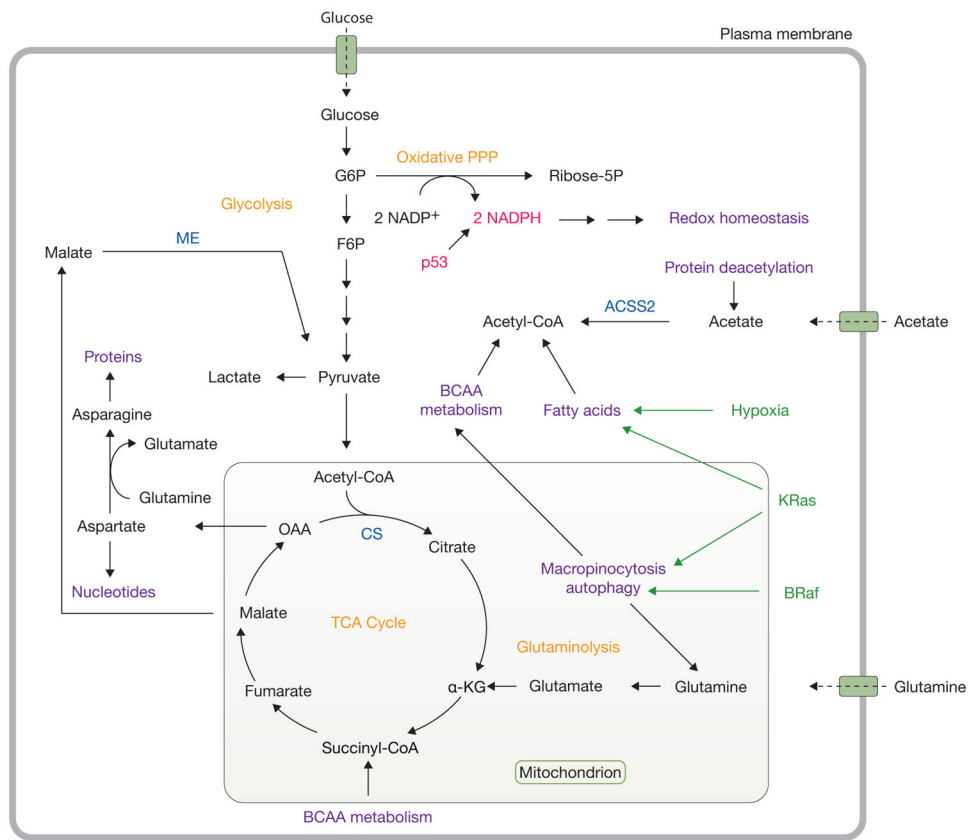 Glucose
Plasma membrane
Glucose
Oxidative PPP
G6P
Ribose-5P
Glycolysis
2 NADP+
2 NADPH
Redox homeostasis
ME
F6P
Malate
p53
Protein deacetylation
ACSS2
Acetyl-CoA
Acetate
Acetate
Proteins
Lactate
Pyruvate
BCAA
metabolism
Fatty acids
Hypoxia
Asparagine
Glutamate
Acetyl-CoA
KRas
Glutamine
Aspartate
OAA
CS
Citrate
Macropinocytosis
autophagy
Nucleotides
BRaf
Malate
TCA Cycle
Glutaminolysis
Fumarate
α-KG
Glutamate
Glutamine
Glutamine
Succinyl-CoA
Mitochondrion
BCAA metabolism